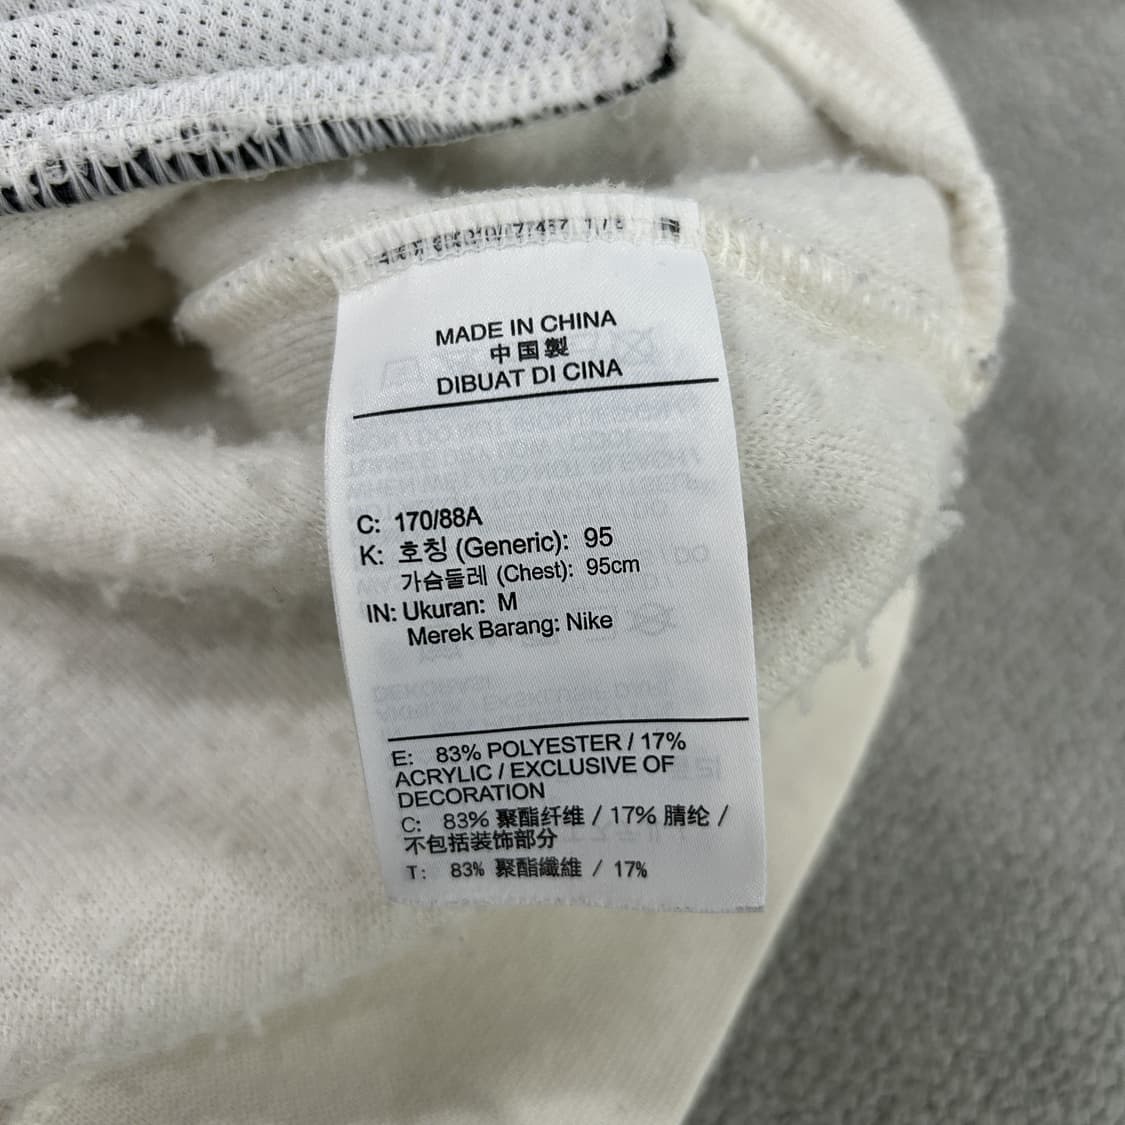 MADE IN CHINA
中国製
DIBUAT DI CINA
C: 170/88A
K: 호칭 (Generic): 95
가슴둘레 (Chest): 95cm
IN: Ukuran: M
Merek Barang: Nike
E: 83% POLYESTER / 17%
ACRYLIC / EXCLUSIVE OF
DECORATION
C: 83% 聚酯纤维 / 17% 腈纶 /
不包括装饰部分
T: 83% 聚酯纖維 / 17%